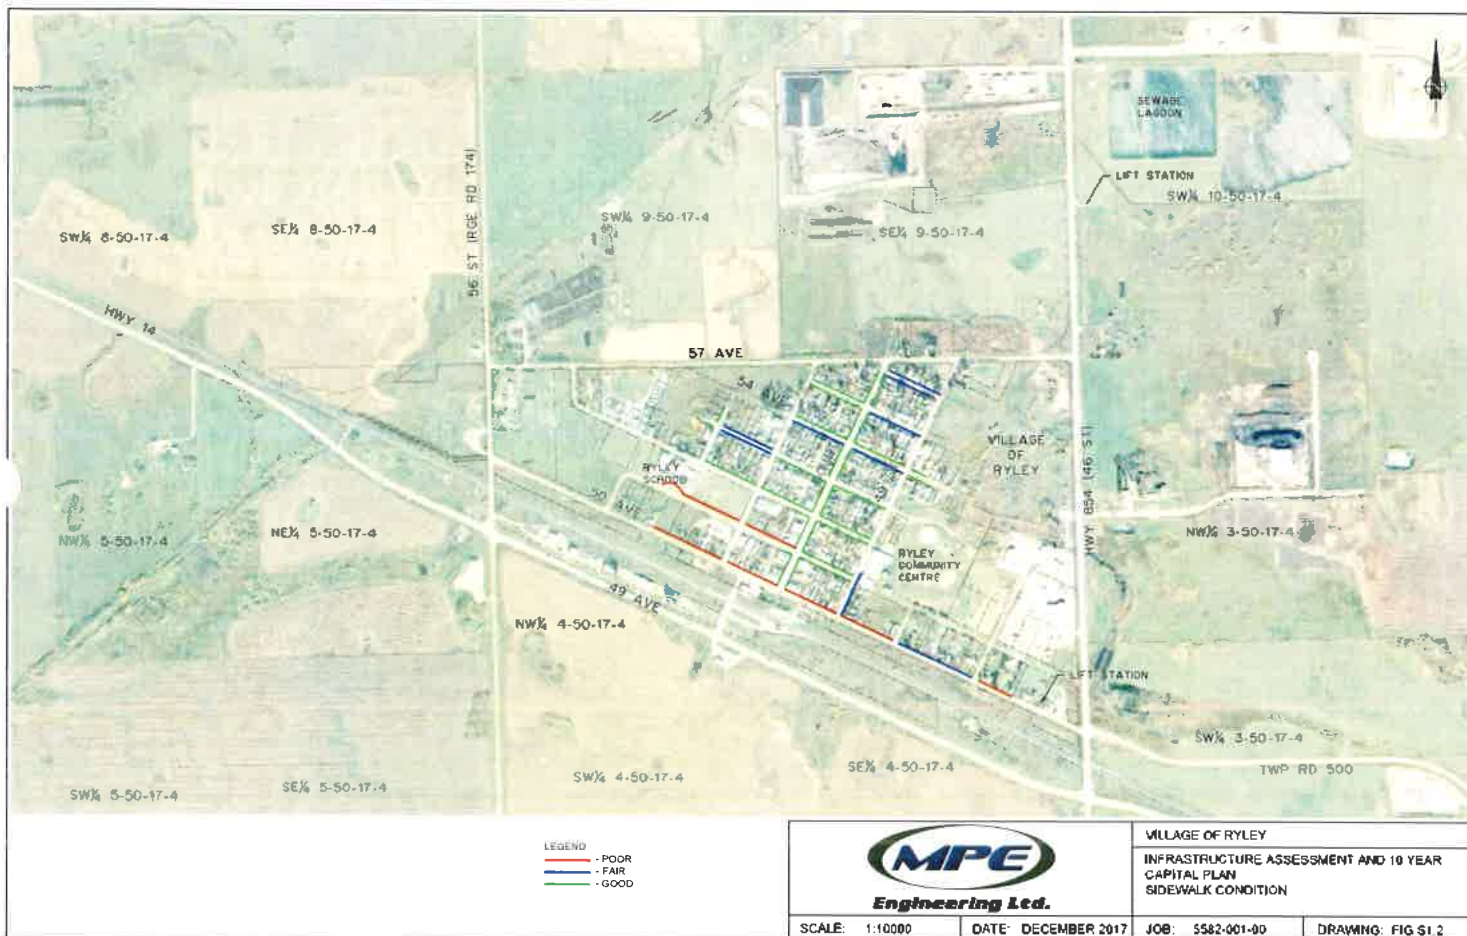 SEWAGE
LAGOON
LIFT STATION
SW¼ 10-50-17-4
SW¼ 8-50-17-4
SE¼ 8-50-17-4
56 ST (RGE RD 174)
SW¼ 9-50-17-4
SE¼ 9-50-17-4
HWY 14
57 AVE
54 AVE
VILLAGE
OF
RYLEY
HWY 854 (46 ST)
RYLEY
SCHOOL
50 AVE
NW¼ 5-50-17-4
NE¼ 5-50-17-4
NW¼ 3-50-17-4
RYLEY
COMMUNITY
CENTRE
49 AVE
NW¼ 4-50-17-4
LIFT STATION
SW¼ 3-50-17-4
TWP RD 500
SW¼ 5-50-17-4
SE¼ 5-50-17-4
SW¼ 4-50-17-4
SE¼ 4-50-17-4
LEGEND
- POOR
- FAIR
- GOOD
MPE
Engineering Ltd.
VILLAGE OF RYLEY
INFRASTRUCTURE ASSESSMENT AND 10 YEAR
CAPITAL PLAN
SIDEWALK CONDITION
SCALE: 1:10000
DATE: DECEMBER 2017
JOB: 5582-001-00
DRAWING: FIG S1.2